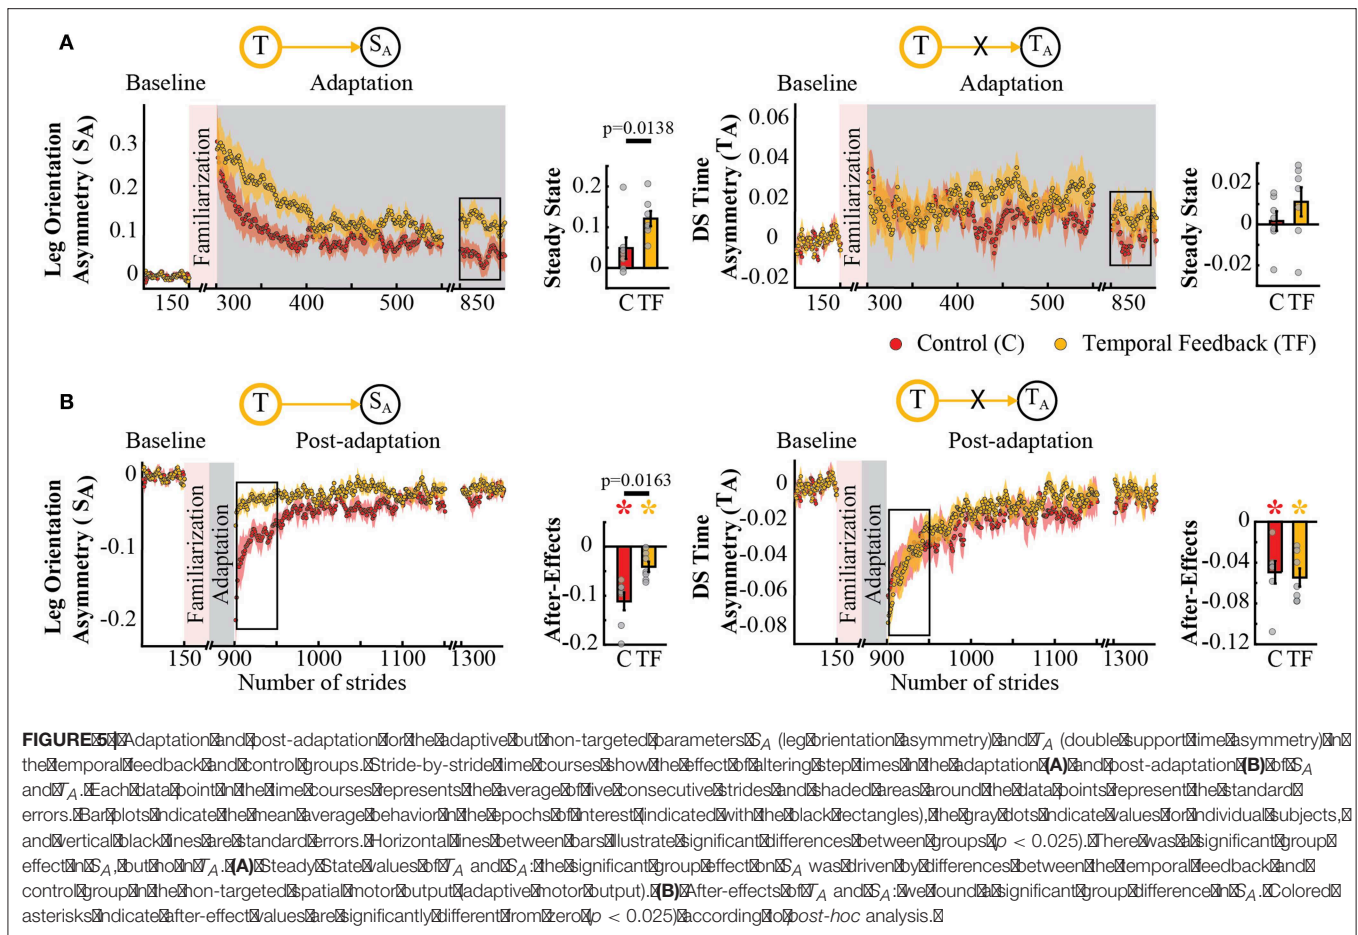 A
T
S_A
T
X
T_A
Baseline
Adaptation
Baseline
Adaptation
Leg Orientation
Asymmetry ( S_A)
0.3
0.2
0.1
0
Familiarization
150
300
400
500
850
p=0.0138
Steady State
0.2
0.1
0
C TF
DS Time
Asymmetry (T_A)
0.06
0.04
0.02
0
-0.02
Familiarization
150
300
400
500
850
Steady State
0.02
0
-0.02
C TF
Control (C)
Temporal Feedback (TF)
B
T
S_A
T
X
T_A
Baseline
Post-adaptation
Baseline
Post-adaptation
Leg Orientation
Asymmetry ( S_A)
0
-0.1
-0.2
Familiarization
Adaptation
150
900
1000
1100
1300
Number of strides
p=0.0163
* *
After-Effects
0
-0.1
-0.2
C TF
DS Time
Asymmetry (T_A)
0
-0.02
-0.04
-0.06
-0.08
Familiarization
Adaptation
150
900
1000
1100
1300
Number of strides
* *
After-Effects
0
-0.04
-0.08
-0.12
C TF
FIGURE 5 | Adaptation and post-adaptation for the adaptive but non-targeted parameters S_A (leg orientation asymmetry) and T_A (double support time asymmetry) in
the temporal feedback and control groups. Stride-by-stride time courses show the effect of altering step times in the adaptation (A) and post-adaptation (B) of S_A
and T_A. Each data point in the time courses represents the average of five consecutive strides and shaded areas around the data points represent the standard
errors. Bar plots indicate the mean average behavior in the epochs of interest (indicated with the black rectangles), the gray dots indicate values for individual subjects,
and vertical black lines are standard errors. Horizontal lines between bars illustrate significant differences between groups (p < 0.025). There was a significant group
effect in S_A, but no in T_A. (A) Steady State values of T_A and S_A: the significant group effect on S_A was driven by differences between the temporal feedback and
control group in the non-targeted spatial motor output (adaptive motor output). (B) After-effects of T_A and S_A: we found a significant group difference in S_A. Colored
asterisks indicate after-effect values are significantly different from zero (p < 0.025) according to post-hoc analysis.